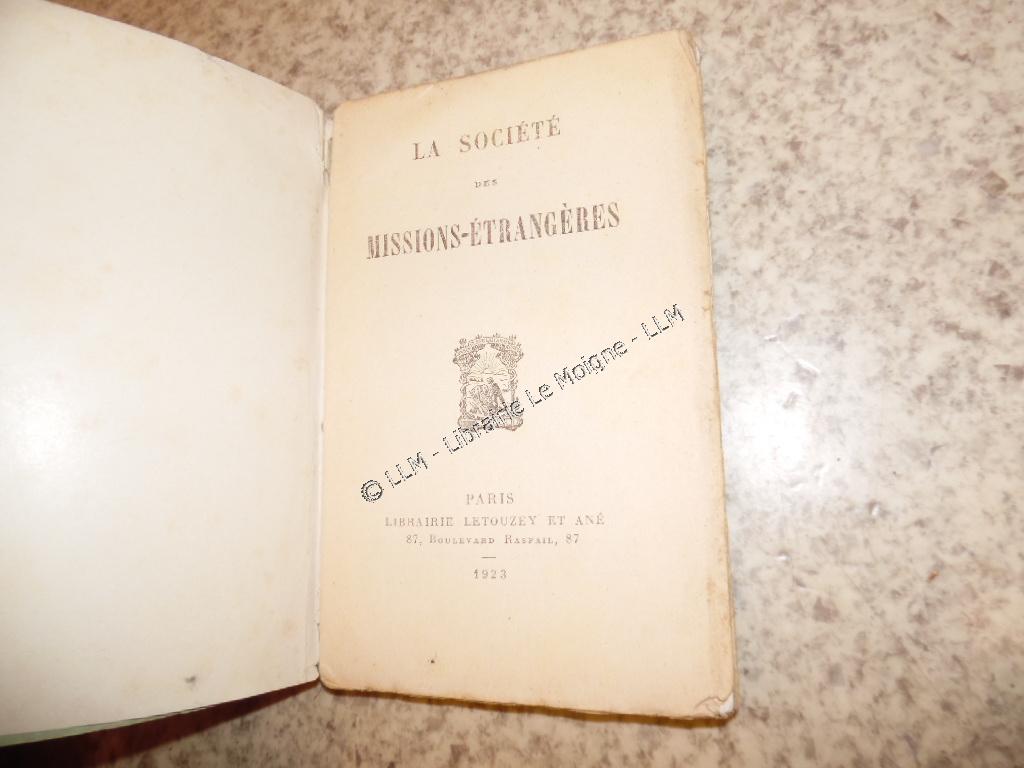 LA SOCIÉTÉ
DES
MISSIONS-ÉTRANGÈRES
© LLM - Librairie Le Moigne - LLM
PARIS
LIBRAIRIE LETOUZEY ET ANÉ
87, BOULEVARD RASPAIL, 87
1923